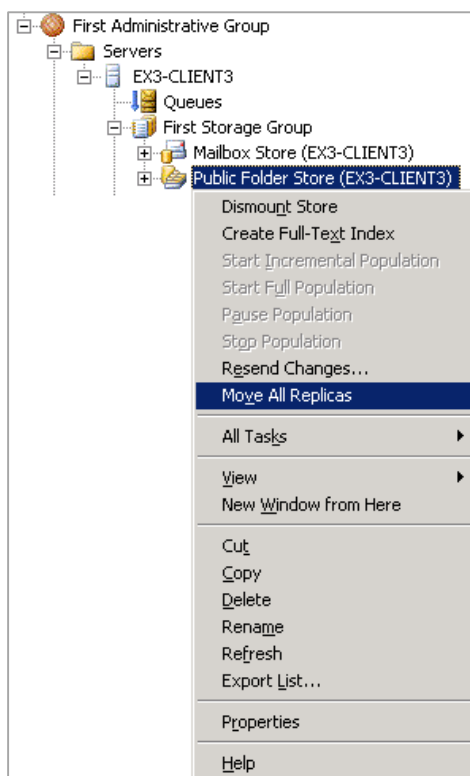 First Administrative Group
Servers
EX3-CLIENT3
Queues
First Storage Group
Mailbox Store (EX3-CLIENT3)
Public Folder Store (EX3-CLIENT3)
Dismount Store
Create Full-Text Index
Start Incremental Population
Start Full Population
Pause Population
Stop Population
Resend Changes...
Move All Replicas
All Tasks
View
New Window from Here
Cut
Copy
Delete
Rename
Refresh
Export List...
Properties
Help